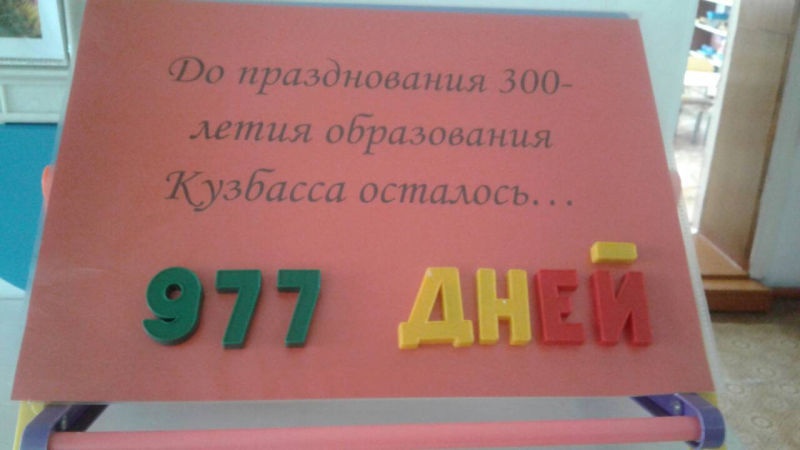 До празднования 300-
летия образования
Кузбасса осталось...
977 ДНЕЙ